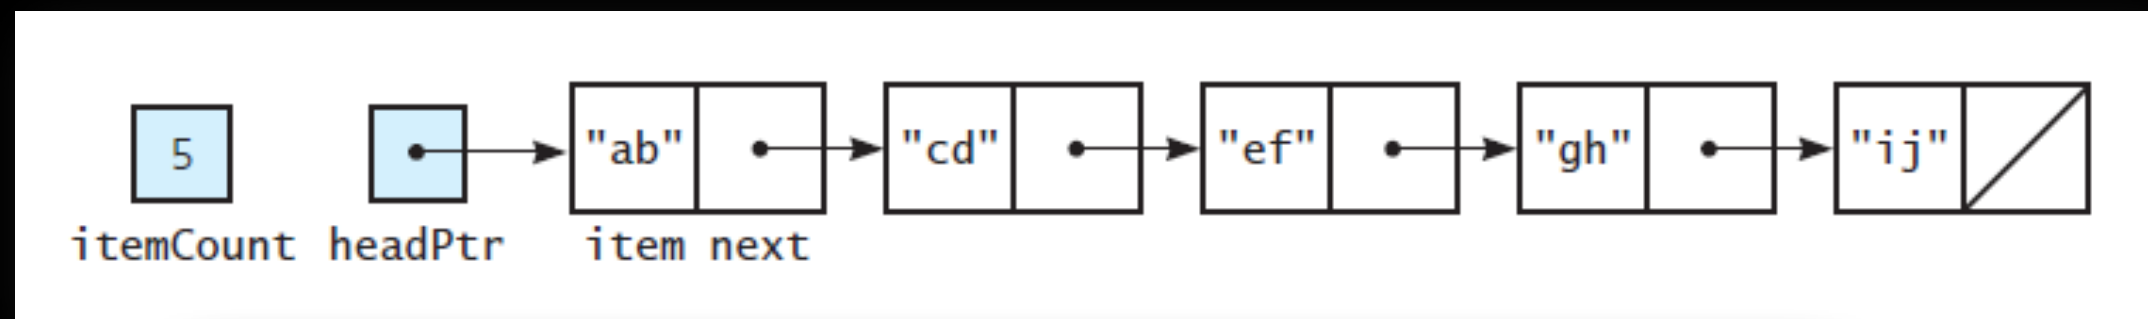 5 "ab" "cd" "ef" "gh" "ij"
itemCount headPtr item next